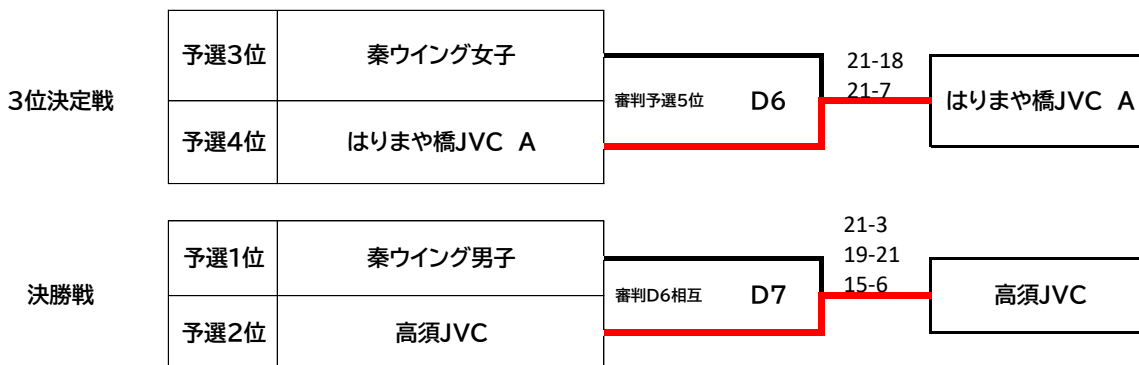 3位決定戦
予選3位
秦ウイング女子
予選4位
はりまや橋JVC A
審判予選5位
D6
21-18
21-7
はりまや橋JVC A
決勝戦
予選1位
秦ウイング男子
予選2位
高須JVC
審判D6相互
D7
21-3
19-21
15-6
高須JVC